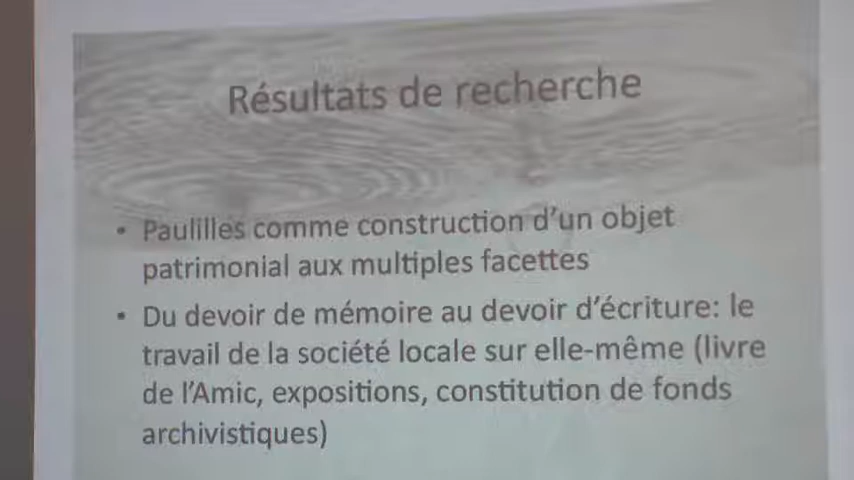 Résultats de recherche
• Paulilles comme construction d'un objet
patrimonial aux multiples facettes
• Du devoir de mémoire au devoir d'écriture: le
travail de la société locale sur elle-même (livre
de l'Amic, expositions, constitution de fonds
archivistiques)